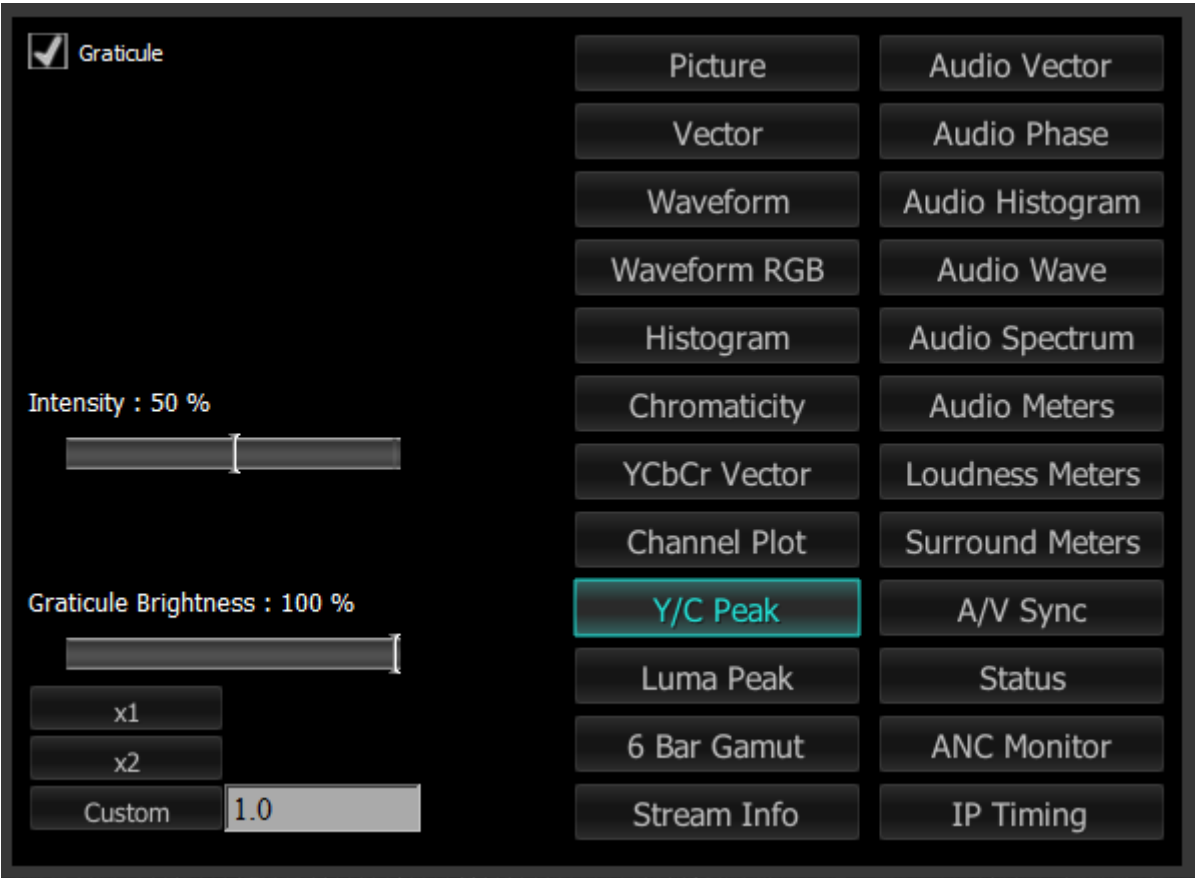 Graticule
Intensity : 50 %
Graticule Brightness : 100 %
x1
x2
Custom 1.0
Picture Audio Vector
Vector Audio Phase
Waveform Audio Histogram
Waveform RGB Audio Wave
Histogram Audio Spectrum
Chromaticity Audio Meters
YCbCr Vector Loudness Meters
Channel Plot Surround Meters
Y/C Peak A/V Sync
Luma Peak Status
6 Bar Gamut ANC Monitor
Stream Info IP Timing